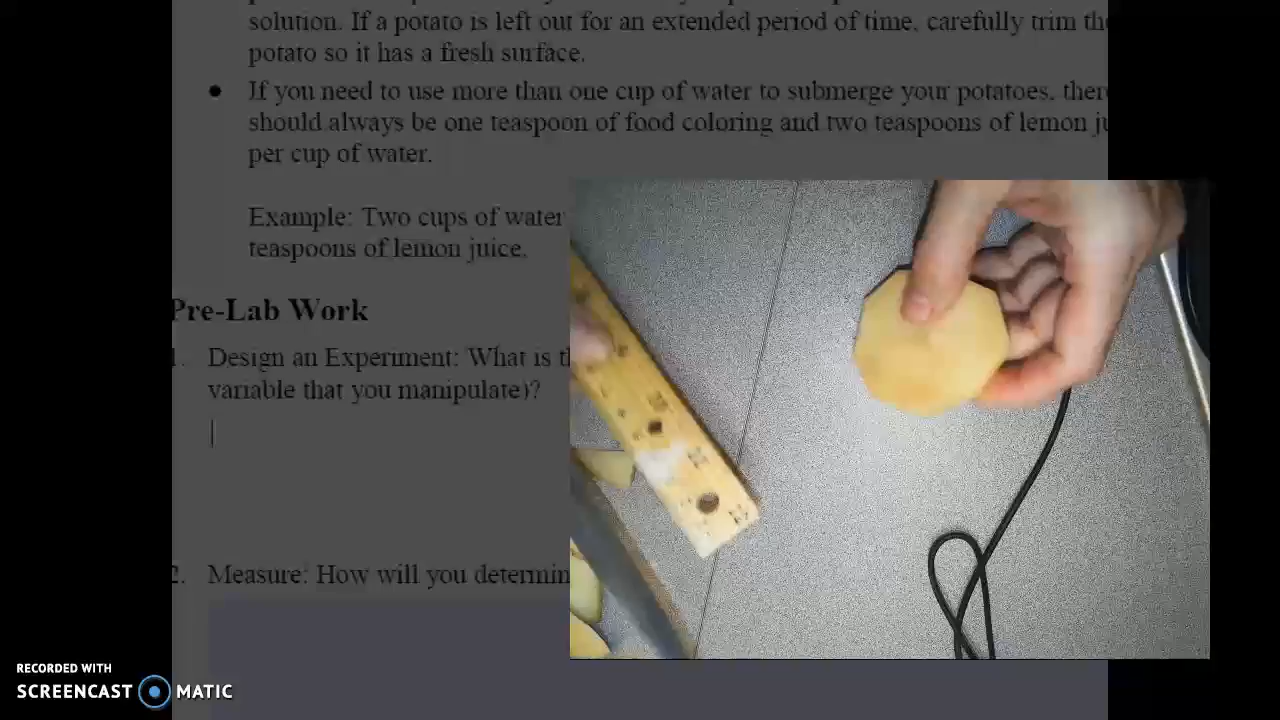 solution. If a potato is left out for an extended period of time, carefully trim the
potato so it has a fresh surface.
● If you need to use more than one cup of water to submerge your potatoes, ther
should always be one teaspoon of food coloring and two teaspoons of lemon ju
per cup of water.
Example: Two cups of water
teaspoons of lemon juice.
Pre-Lab Work
1. Design an Experiment: What is t
variable that you manipulate)?
2. Measure: How will you determin
RECORDED WITH
SCREENCAST MATIC